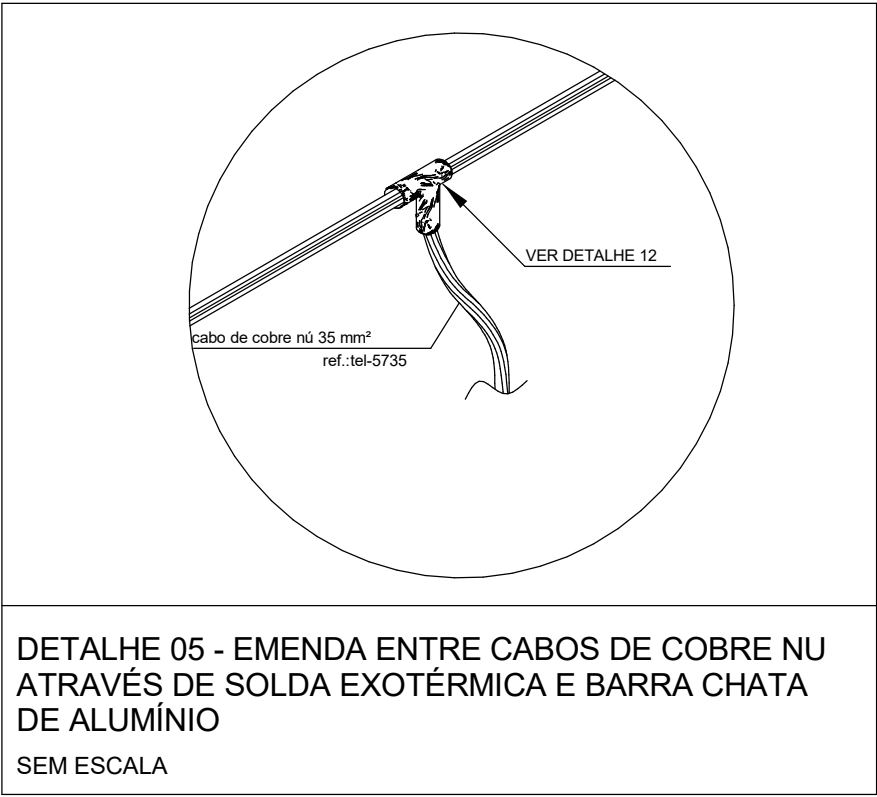 VER DETALHE 12
cabo de cobre nú 35 mm²
ref.:tel-5735
DETALHE 05 - EMENDA ENTRE CABOS DE COBRE NU
ATRAVÉS DE SOLDA EXOTÉRMICA E BARRA CHATA
DE ALUMÍNIO
SEM ESCALA